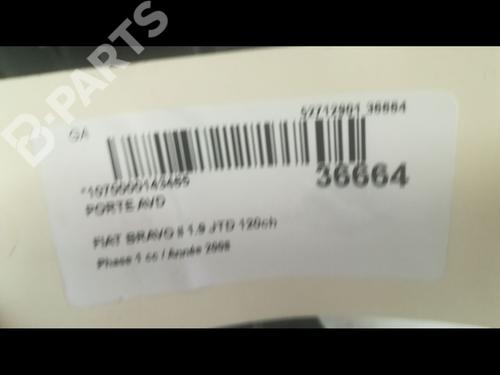 B-PARTS
GA
52712901 36664
36664
PORTE AVD
FIAT BRAVO II 1.9 JTD 120ch
Phase 1 cc / Année 2008